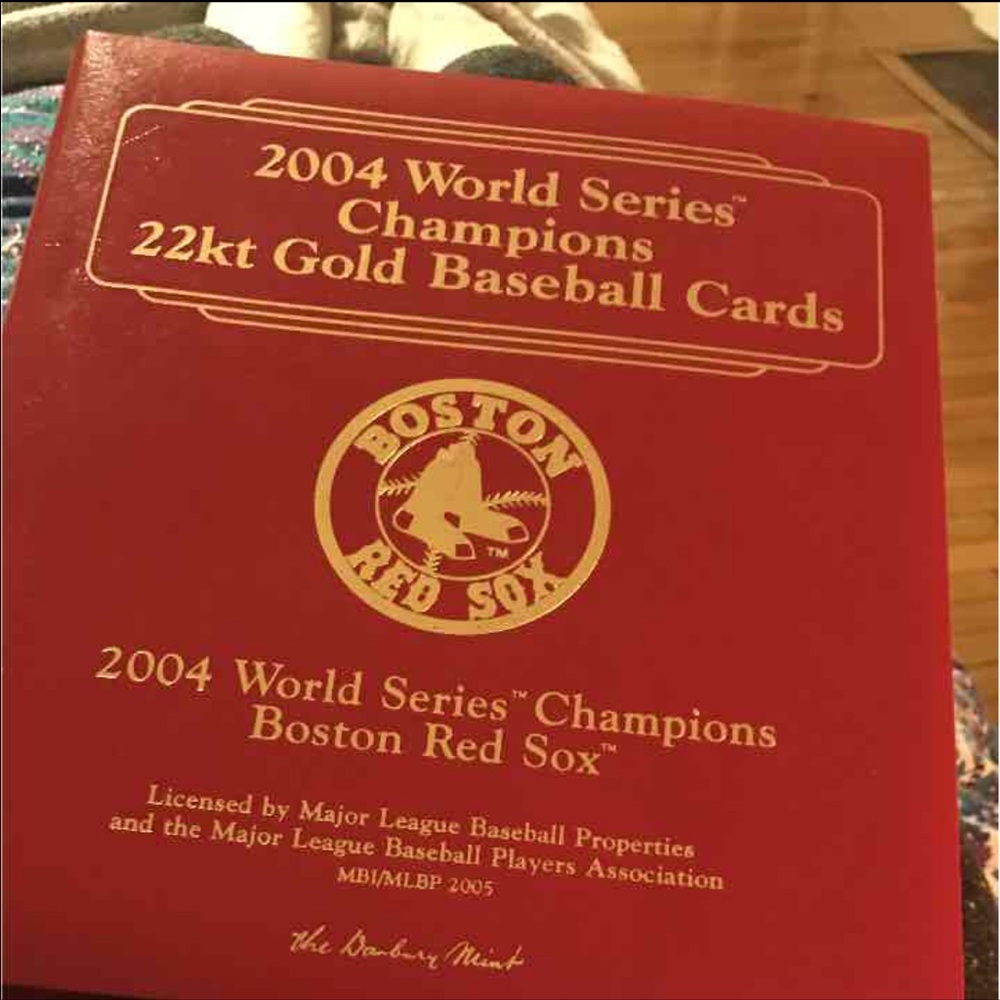 2004 World Series™
Champions
22kt Gold Baseball Cards
BOSTON
RED SOX
TM
2004 World Series™ Champions
Boston Red Sox™
Licensed by Major League Baseball Properties
and the Major League Baseball Players Association
MBI/MLBP 2005
the Danbury Mint